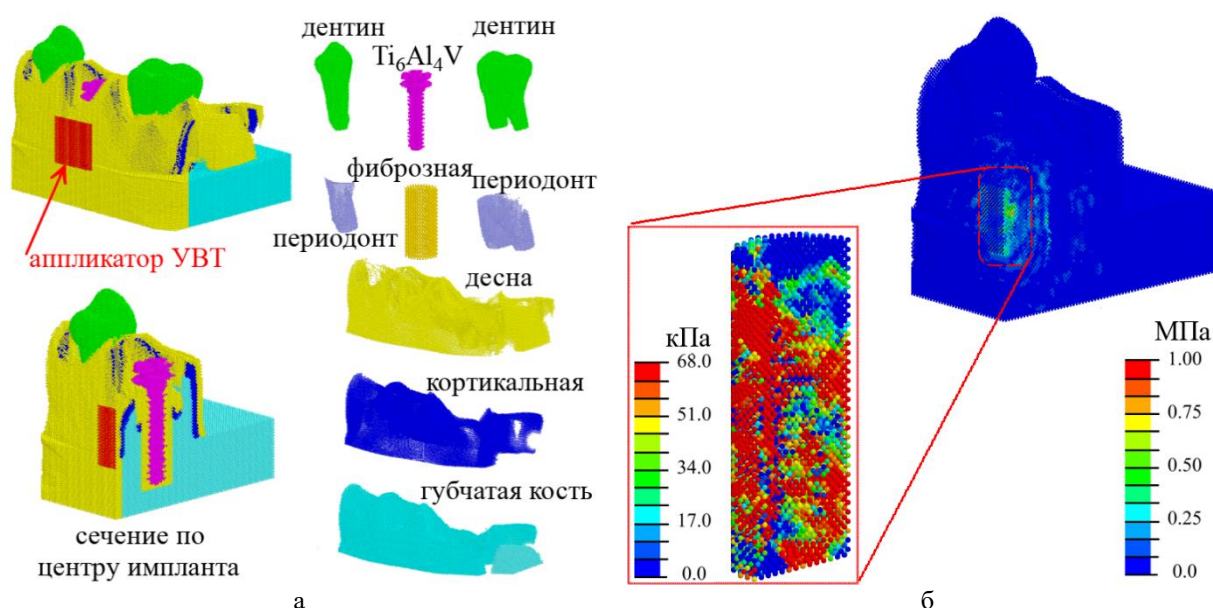 дентин
дентин
Ti₆Al₄V
фиброзная
периодонт
периодонт
аппликатор УВТ
десна
кортикальная
губчатая кость
сечение по
центру импланта
а
кПа
68.0
51.0
34.0
17.0
0.0
МПа
1.00
0.75
0.50
0.25
0.0
б